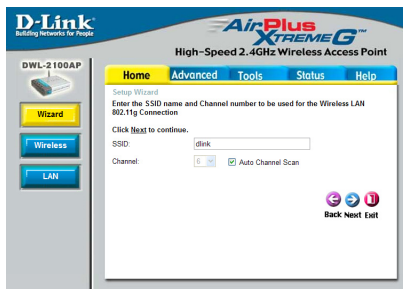 D-Link
Building Networks for People
AirPlus
XTREME G™
High-Speed 2.4GHz Wireless Access Point
DWL-2100AP
Home Advanced Tools Status Help
Wizard
Wireless
LAN
Setup Wizard
Enter the SSID name and Channel number to be used for the Wireless LAN
802.11g Connection
Click Next to continue.
SSID: dlink
Channel: 6 Auto Channel Scan
Back Next Exit